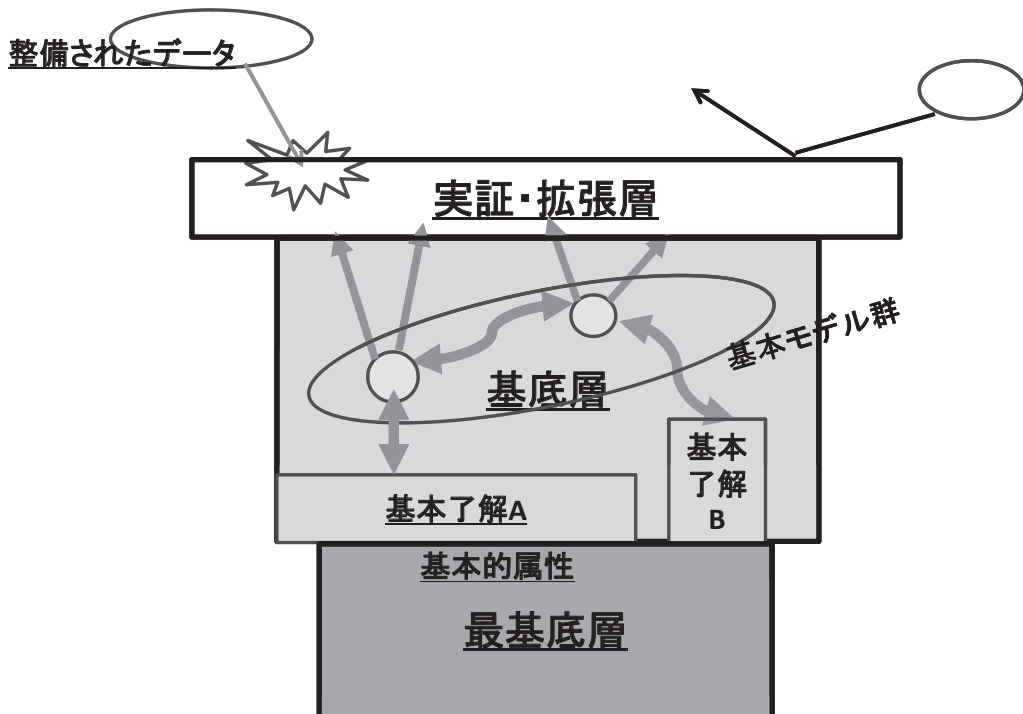 整備されたデータ
実証・拡張層
基本モデル群
基底層
基本
了解
B
基本了解A
基本的属性
最基底層